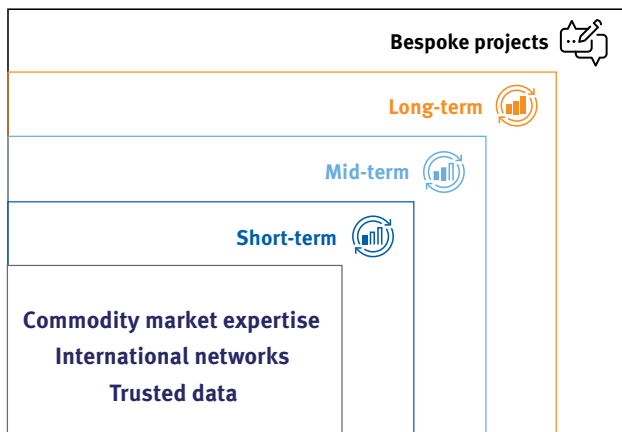 Bespoke projects
Long-term
Mid-term
Short-term
Commodity market expertise
International networks
Trusted data